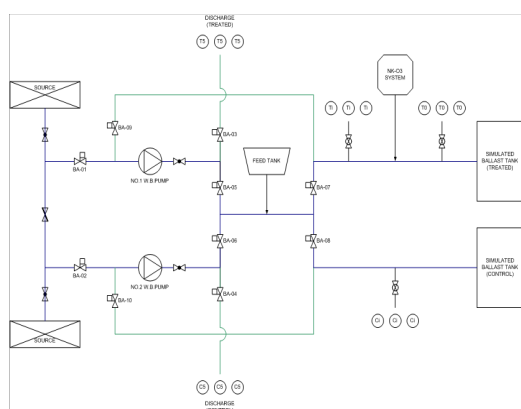 DISCHARGE
(TREATED)
T5 T5 T5
SOURCE
NK-O3
SYSTEM
Ti Ti Ti
T0 T0 T0
BA-09
BA-03
BA-01
NO.1 W.B.PUMP
FEED TANK
SIMULATED
BALLAST TANK
(TREATED)
BA-05
BA-07
BA-06
BA-08
SIMULATED
BALLAST TANK
(CONTROL)
BA-02
NO.2 W.B.PUMP
BA-10
BA-04
Ci Ci Ci
SOURCE
C5 C5 C5
DISCHARGE